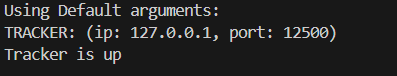 Using Default arguments:
TRACKER: (ip: 127.0.0.1, port: 12500)
Tracker is up